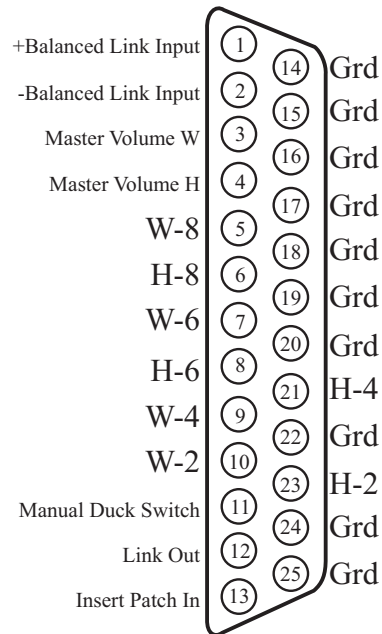 +Balanced Link Input 1
14 Grd
-Balanced Link Input 2
15 Grd
Master Volume W 3
16 Grd
Master Volume H 4
17 Grd
W-8 5
18 Grd
H-8 6
19 Grd
W-6 7
20 Grd
H-6 8
21 H-4
W-4 9
22 Grd
W-2 10
23 H-2
Manual Duck Switch 11
24 Grd
Link Out 12
25 Grd
Insert Patch In 13